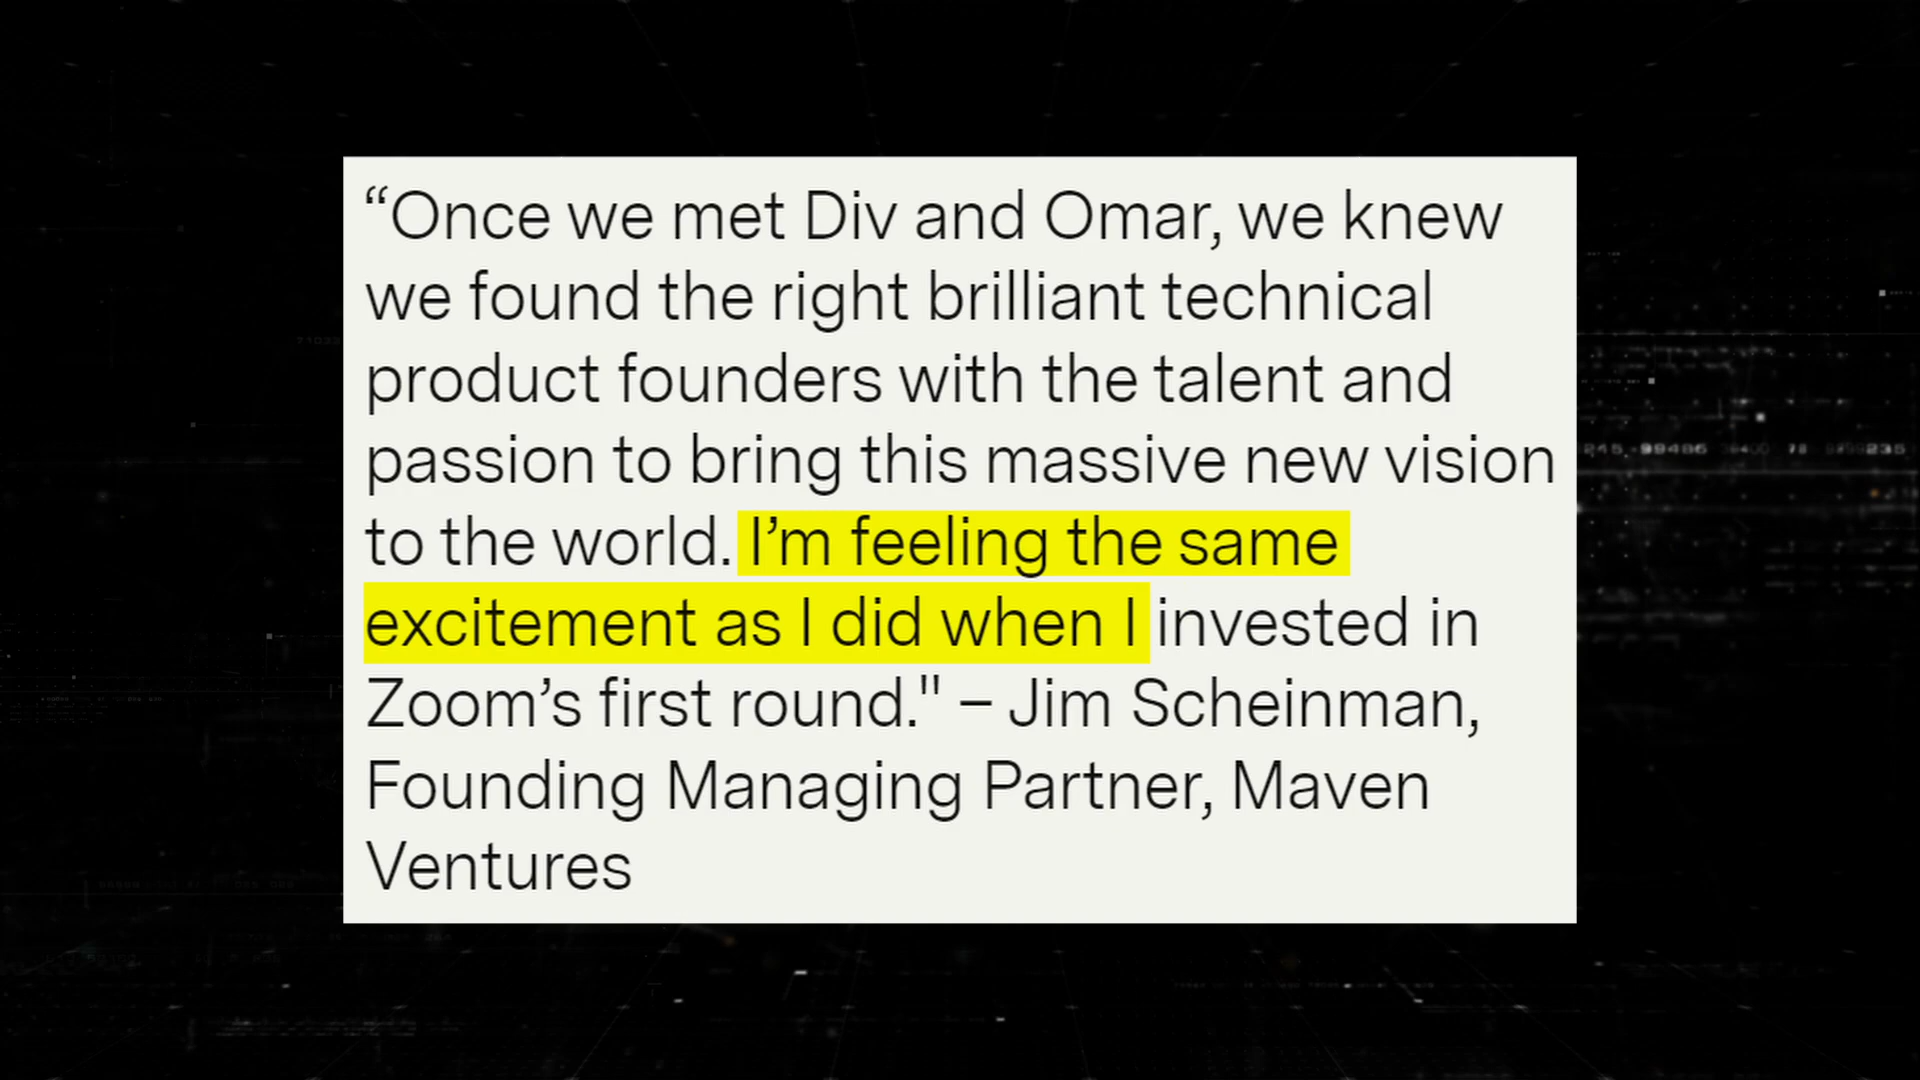 “Once we met Div and Omar, we knew
we found the right brilliant technical
product founders with the talent and
passion to bring this massive new vision
to the world. I’m feeling the same
excitement as I did when I invested in
Zoom’s first round." – Jim Scheinman,
Founding Managing Partner, Maven
Ventures
99486
235